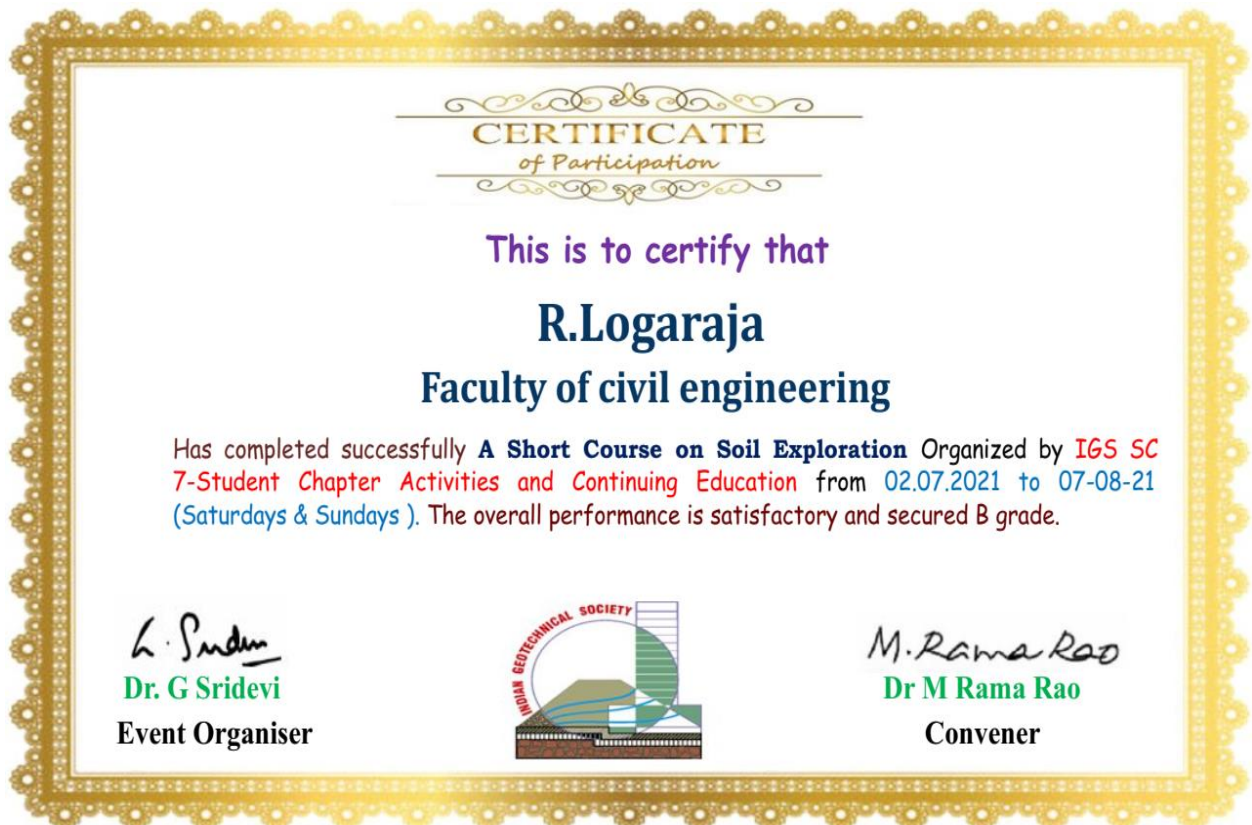 CERTIFICATE
of Participation
This is to certify that
R.Logaraja
Faculty of civil engineering
Has completed successfully A Short Course on Soil Exploration Organized by IGS SC
7-Student Chapter Activities and Continuing Education from 02.07.2021 to 07-08-21
(Saturdays & Sundays ). The overall performance is satisfactory and secured B grade.
INDIAN GEOTECHNICAL SOCIETY
M. Rama Rao
Dr. G Sridevi
Dr M Rama Rao
Event Organiser
Convener